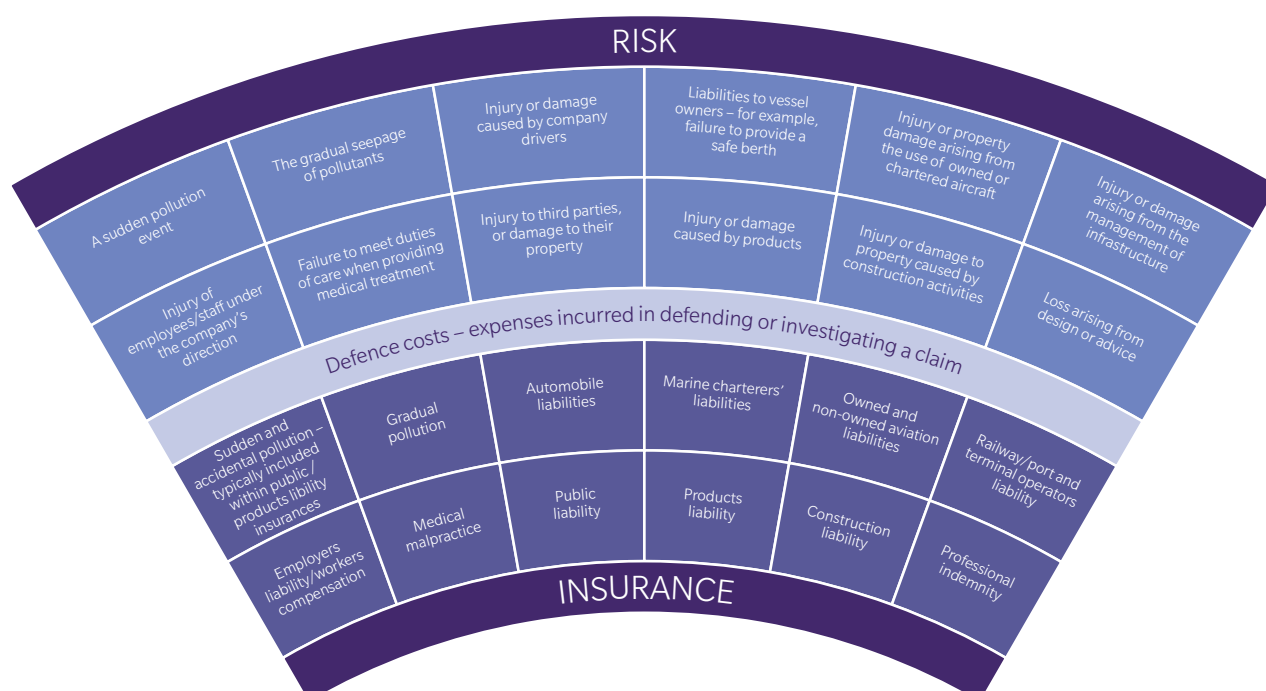 RISK
A sudden pollution
event
The gradual seepage
of pollutants
Injury or damage
caused by company
drivers
Liabilities to vessel
owners – for example,
failure to provide a
safe berth
Injury or property
damage arising from
the use of owned or
chartered aircraft
Injury or damage
arising from the
management of
infrastructure
Injury of
employees/staff under
the company's
direction
Failure to meet duties
of care when providing
medical treatment
Injury to third parties,
or damage to their
property
Injury or damage
caused by products
Injury or damage to
property caused by
construction activities
Loss arising from
design or advice
Defence costs – expenses incurred in defending or investigating a claim
Sudden and
accidental pollution –
typically included
within public /
products libility
insurances
Gradual
pollution
Automobile
liabilities
Marine charterers'
liabilities
Owned and
non-owned aviation
liabilities
Railway/port and
terminal operators
liability
Employers
liability/workers
compensation
Medical
malpractice
Public
liability
Products
liability
Construction
liability
Professional
indemnity
INSURANCE